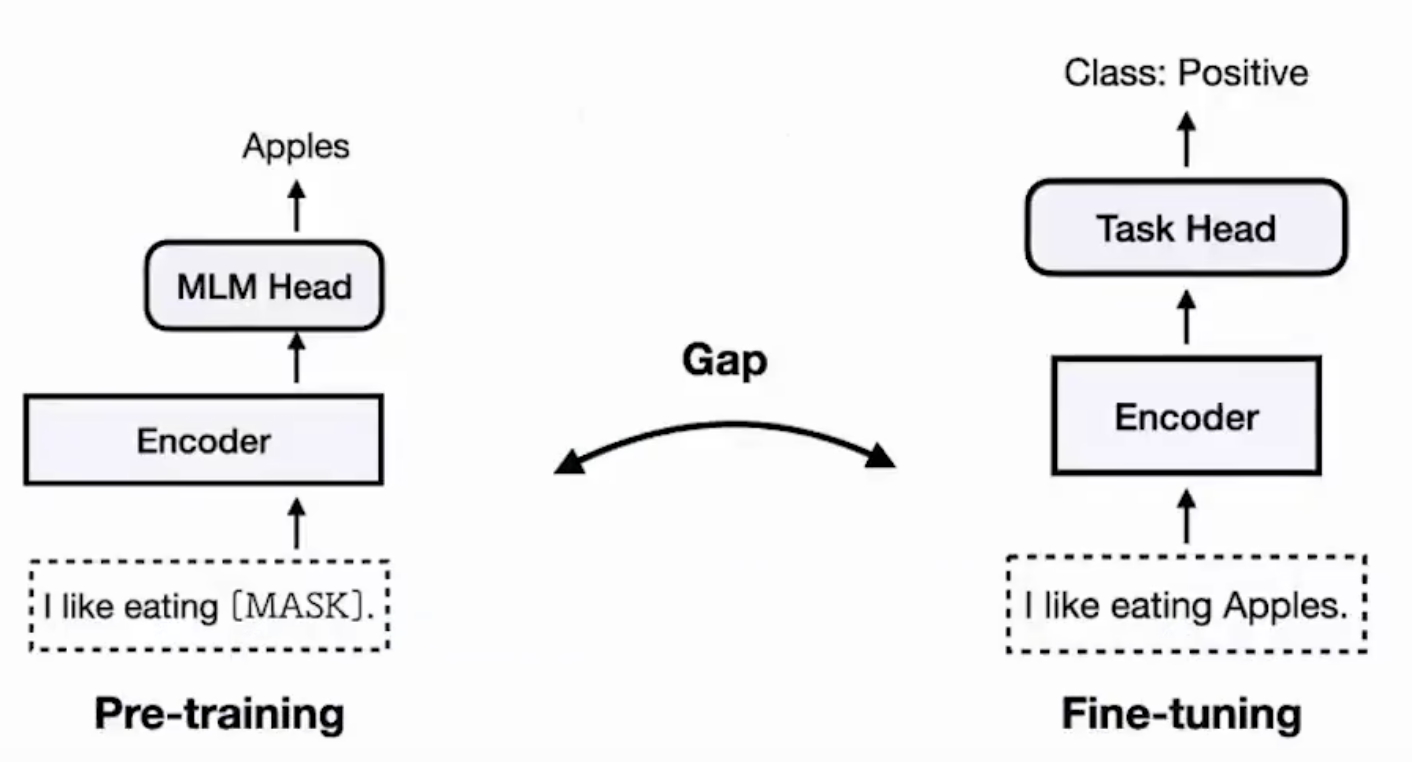 Apples
MLM Head
Encoder
I like eating [MASK].
Pre-training
Gap
Class: Positive
Task Head
Encoder
I like eating Apples.
Fine-tuning